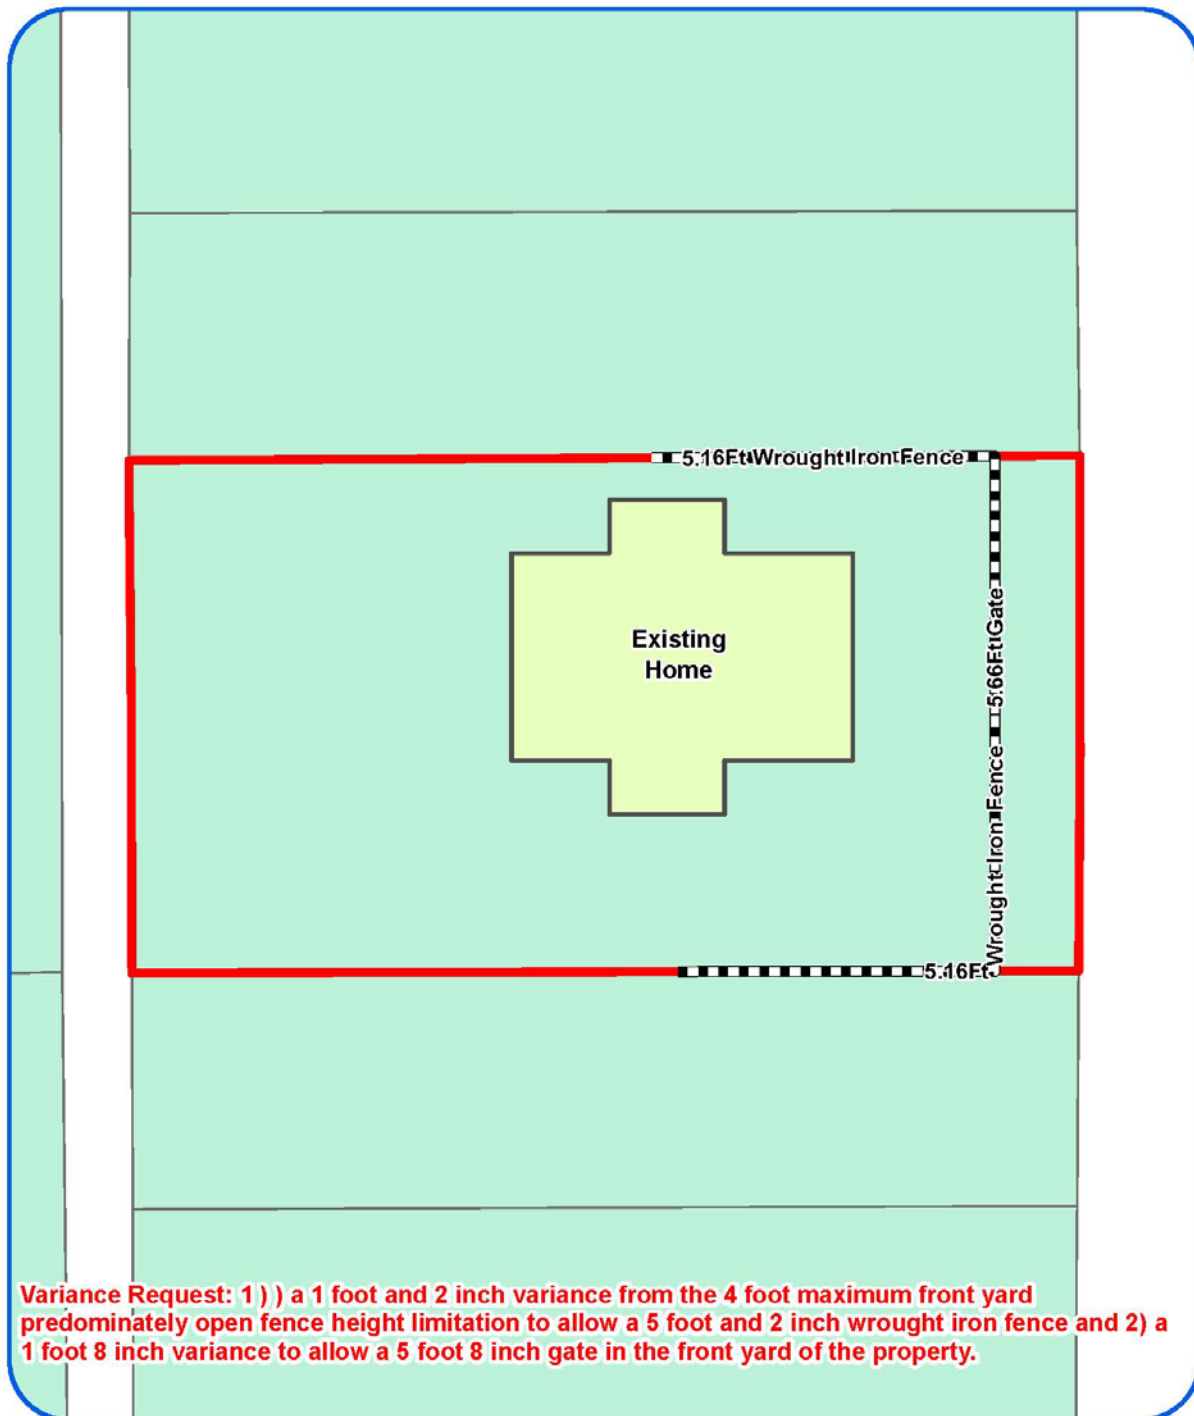 5.16Ft Wrought Iron Fence
Existing
Home
5.66Ft Gate
Wrought Iron Fence
5.16Ft
Variance Request: 1 ) ) a 1 foot and 2 inch variance from the 4 foot maximum front yard
predominately open fence height limitation to allow a 5 foot and 2 inch wrought iron fence and 2) a
1 foot 8 inch variance to allow a 5 foot 8 inch gate in the front yard of the property.